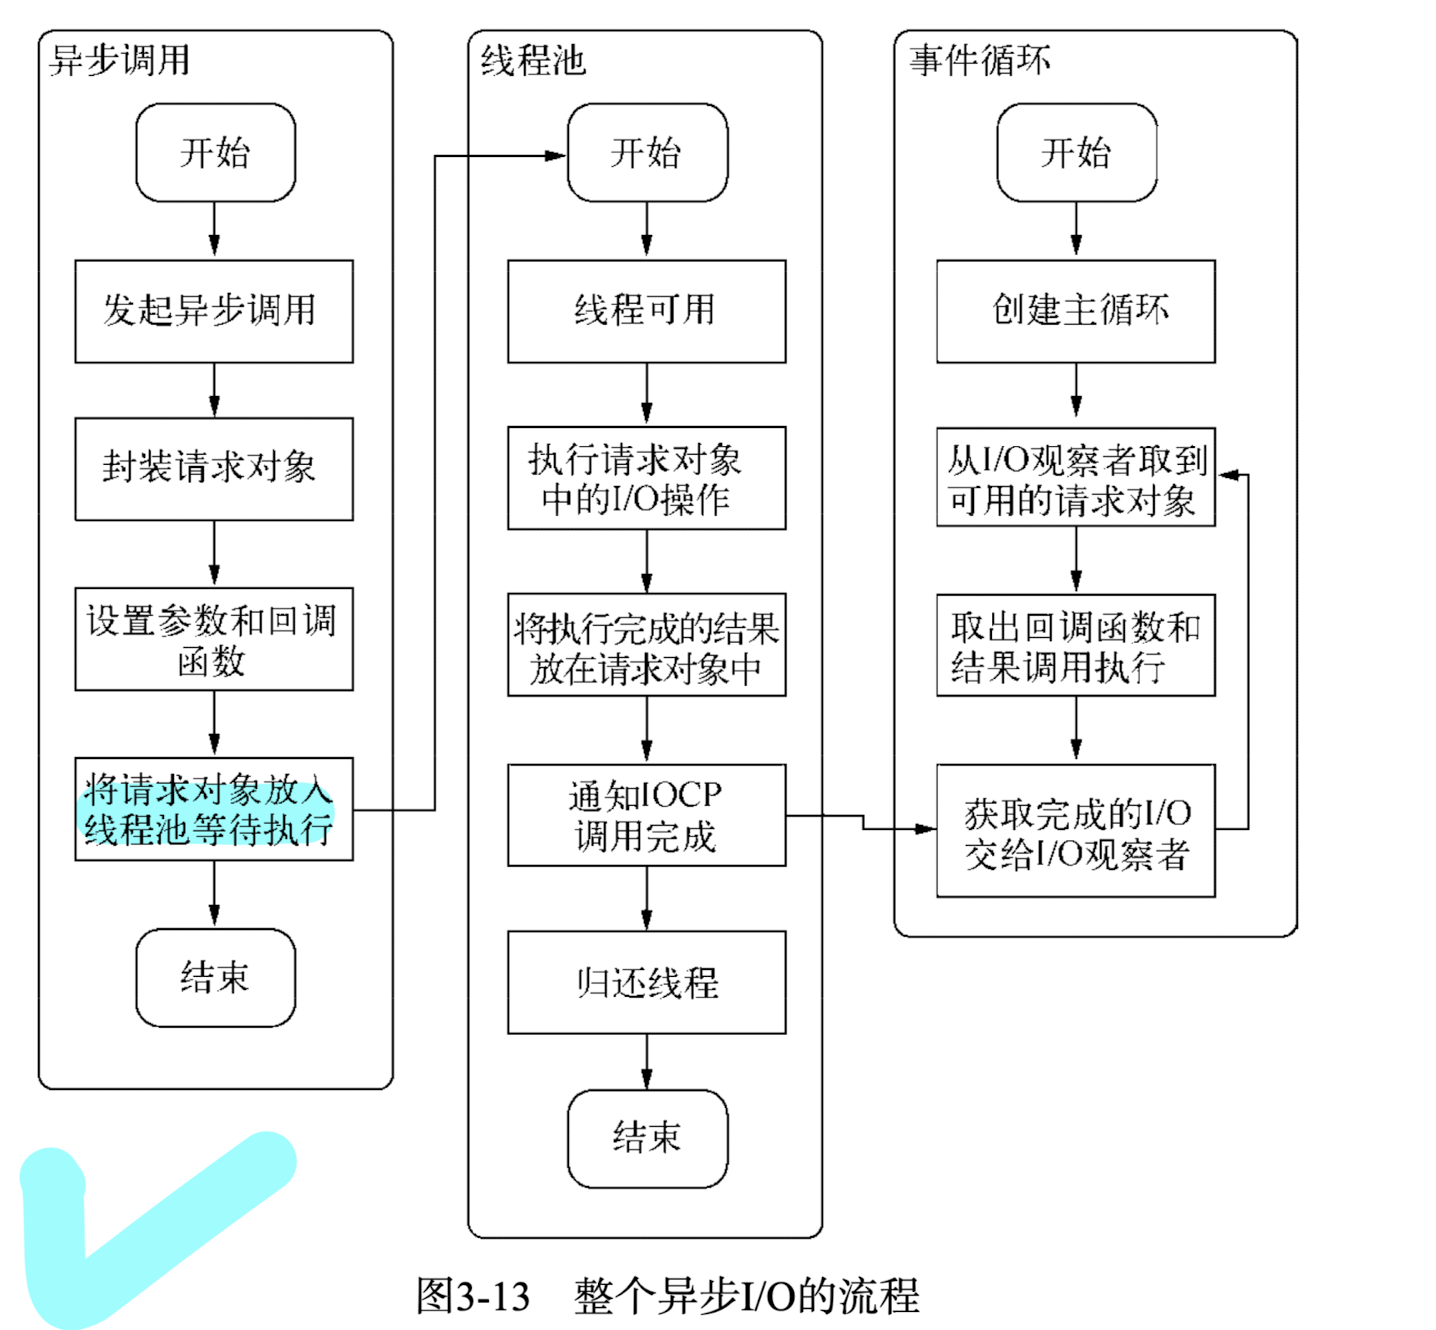 异步调用
开始
发起异步调用
封装请求对象
设置参数和回调
函数
将请求对象放入
线程池等待执行
结束
线程池
开始
线程可用
执行请求对象
中的I/O操作
将执行完成的结果
放在请求对象中
通知IOCP
调用完成
归还线程
结束
事件循环
开始
创建主循环
从I/O观察者取到
可用的请求对象
取出回调函数和
结果调用执行
获取完成的I/O
交给I/O观察者
图3-13 整个异步I/O的流程